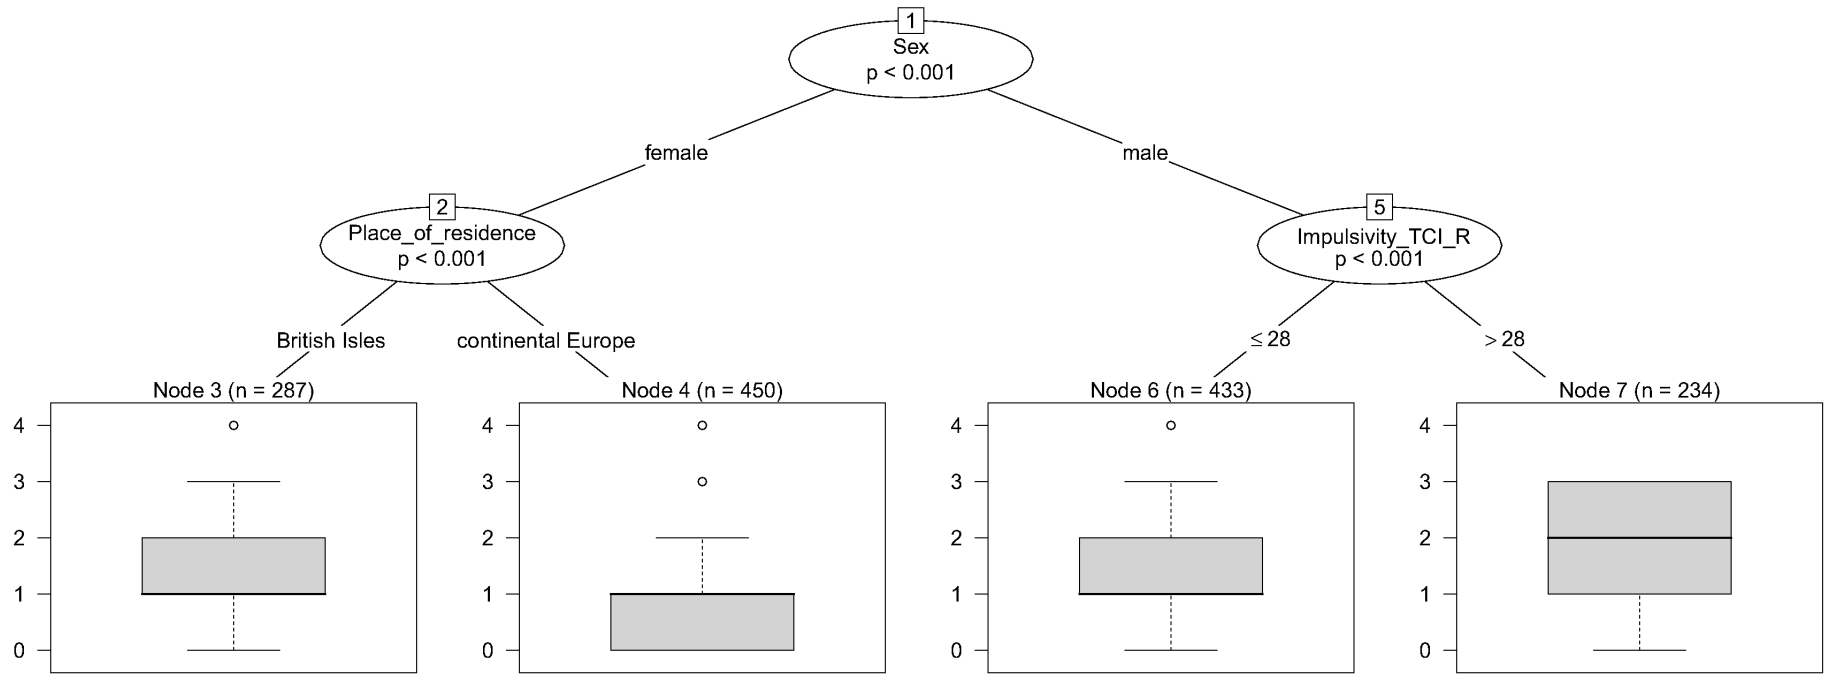 1
Sex
p < 0.001
female
male
2
Place_of_residence
p < 0.001
5
Impulsivity_TCI_R
p < 0.001
British Isles
continental Europe
≤ 28
> 28
Node 3 (n = 287)
4
3
2
1
0
Node 4 (n = 450)
4
3
2
1
0
Node 6 (n = 433)
4
3
2
1
0
Node 7 (n = 234)
4
3
2
1
0